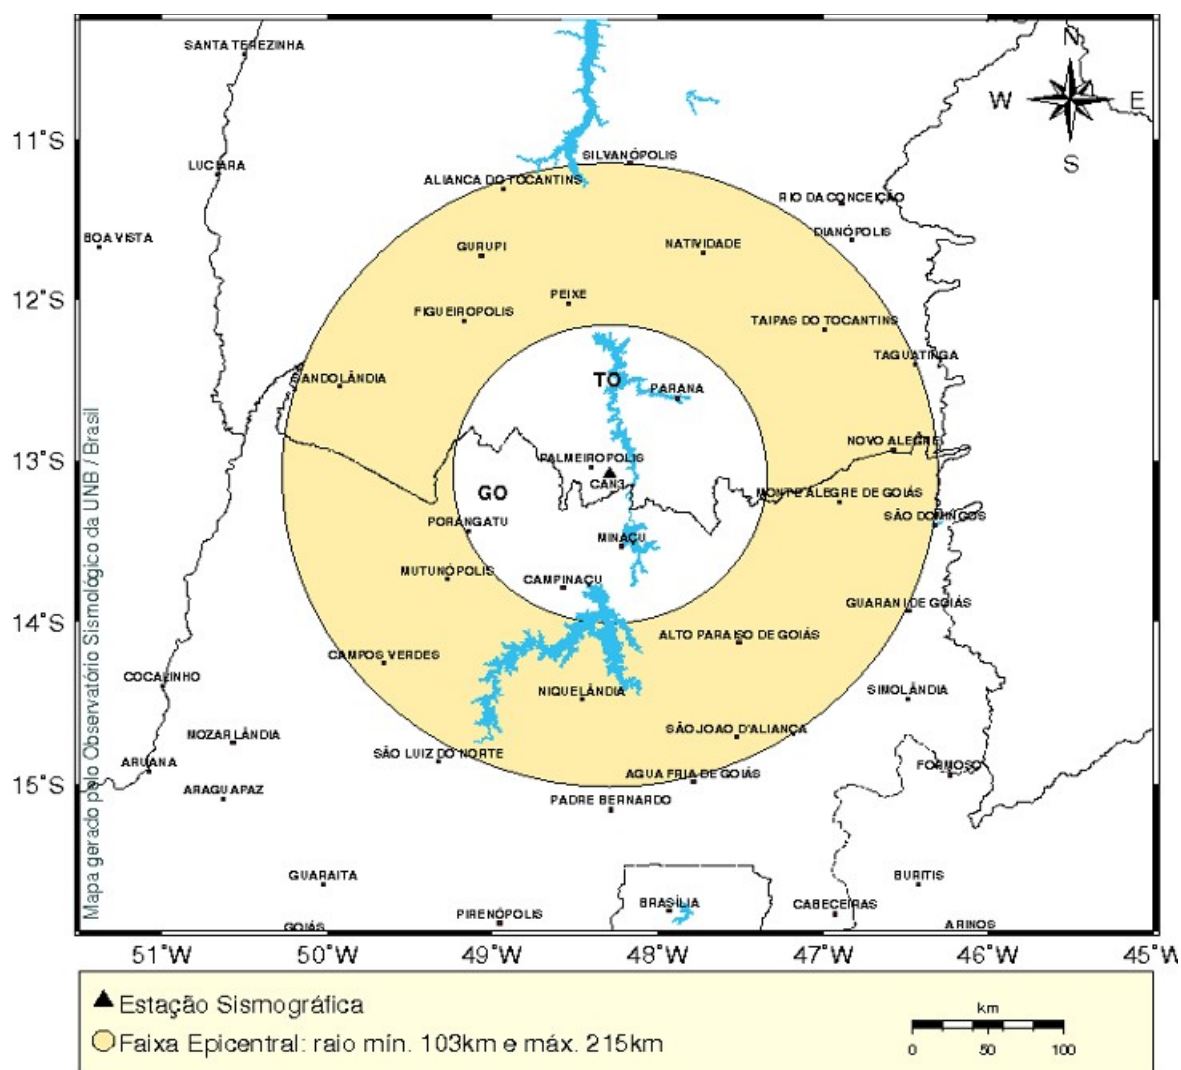 SANTA TEREZINHA
N
W
E
S
11°S
SILVANÓPOLIS
LUCIARA
ALIANCA DO TOCANTINS
RIO DA CONCEIÇÃO
BOA VISTA
DIANÓPOLIS
GURUPI
NATIVIDADE
12°S
PEIXE
FIGUEIROPOLIS
TAIPAS DO TOCANTINS
TAGUATINGA
SANDOLÂNDIA
TO
PARANA
NOVO ALEGRE
13°S
PALMEIROPOLIS
CAN3
GO
MONTE ALEGRE DE GOIÁS
SÃO DOMINGOS
PORANGATU
MINAÇU
MUTUNÓPOLIS
CAMPINAÇU
GUARANI DE GOIÁS
14°S
ALTO PARAISO DE GOIÁS
CAMPOS VERDES
COCALINHO
NIQUELÂNDIA
SIMOLÂNDIA
MOZARLÂNDIA
SÃO JOAO D'ALIANÇA
SÃO LUIZ DO NORTE
ARUANA
FORMOSO
AGUA FRIA DE GOIÁS
15°S
ARAGUAPAZ
PADRE BERNARDO
GUARAITA
BURITIS
BRASÍLIA
CABECEIRAS
PIRENÓPOLIS
GOIÁS
ARINOS
Mapa gerado pelo Observatório Sismológico da UNB / Brasil
51°W 50°W 49°W 48°W 47°W 46°W 45°W
Estação Sismográfica
Faixa Epicentral: raio mín. 103km e máx. 215km
km
0 50 100